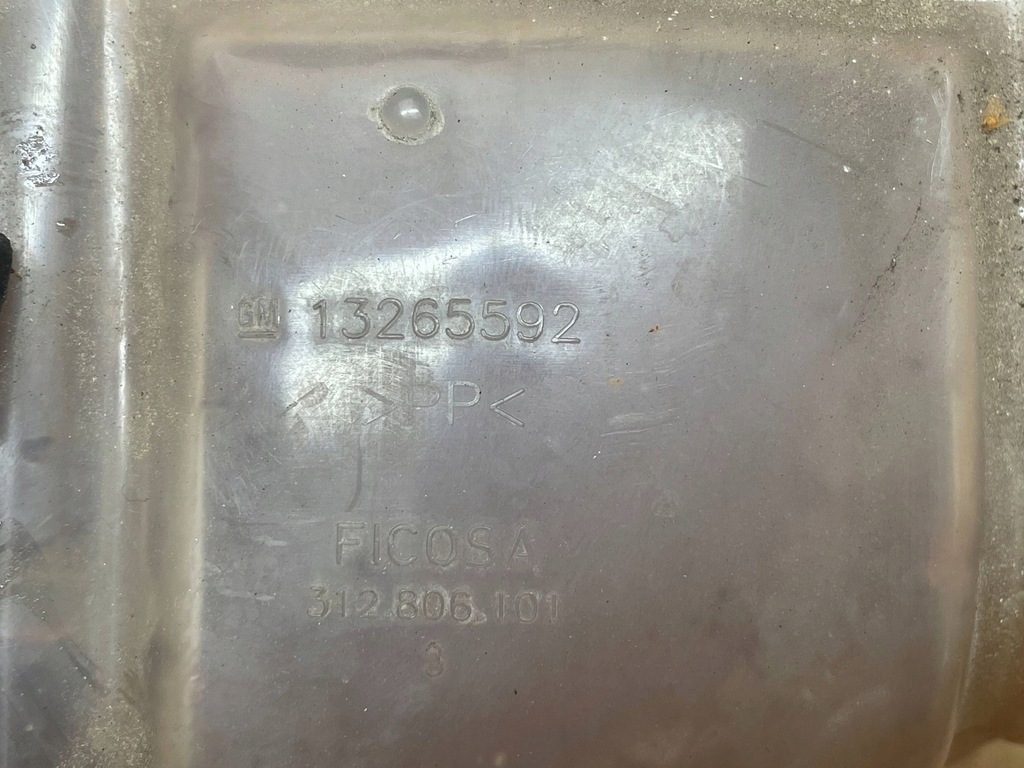 GM 13265592
>PP<
FICOSA
312.806.101
3